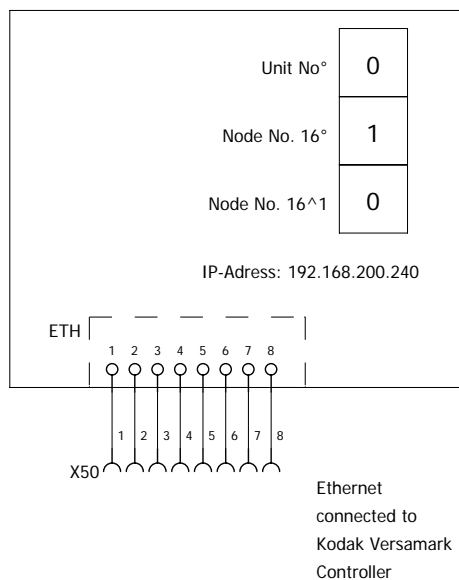 Unit No° 0
Node No. 16° 1
Node No. 16^1 0
IP-Adress: 192.168.200.240
ETH
1 2 3 4 5 6 7 8
1 2 3 4 5 6 7 8
X50
Ethernet
connected to
Kodak Versamark
Controller